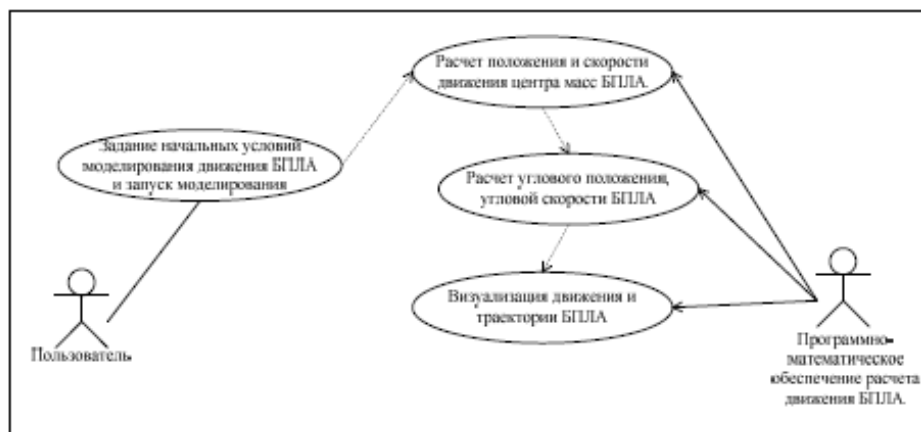 Расчет положения и скорости
движения центра масс БПЛА
Задание начальных условий
моделирования движения БПЛА
и запуск моделирования
Расчет углового положения,
угловой скорости БПЛА
Визуализация движения и
траектории БПЛА
Пользователь
Программно-
математическое
обеспечение расчета
движения БПЛА.